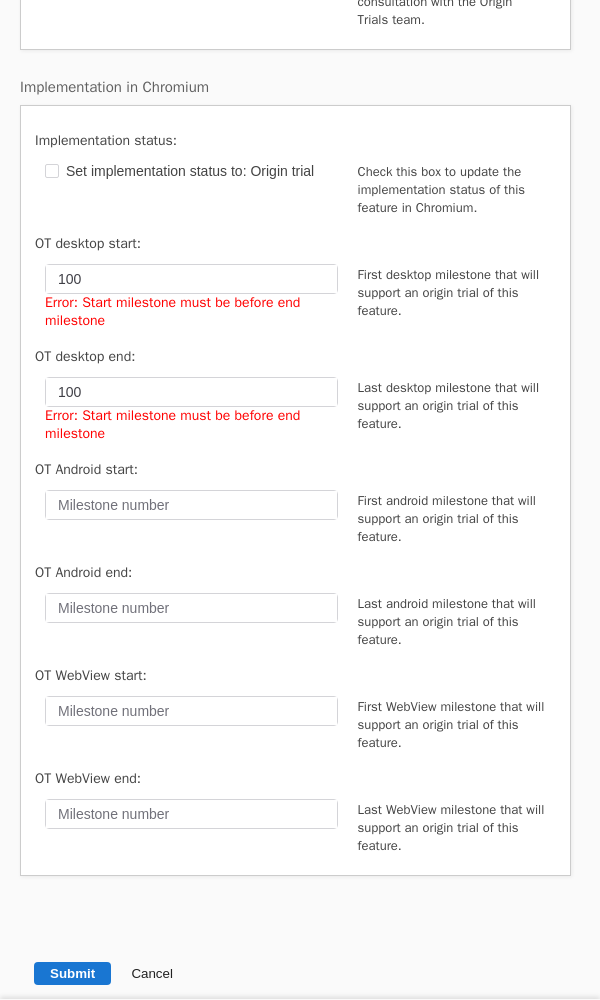 consultation with the Origin
Trials team.
Implementation in Chromium
Implementation status:
Set implementation status to: Origin trial
Check this box to update the
implementation status of this
feature in Chromium.
OT desktop start:
100
Error: Start milestone must be before end
milestone
First desktop milestone that will
support an origin trial of this
feature.
OT desktop end:
100
Error: Start milestone must be before end
milestone
Last desktop milestone that will
support an origin trial of this
feature.
OT Android start:
Milestone number
First android milestone that will
support an origin trial of this
feature.
OT Android end:
Milestone number
Last android milestone that will
support an origin trial of this
feature.
OT WebView start:
Milestone number
First WebView milestone that will
support an origin trial of this
feature.
OT WebView end:
Milestone number
Last WebView milestone that will
support an origin trial of this
feature.
Submit
Cancel